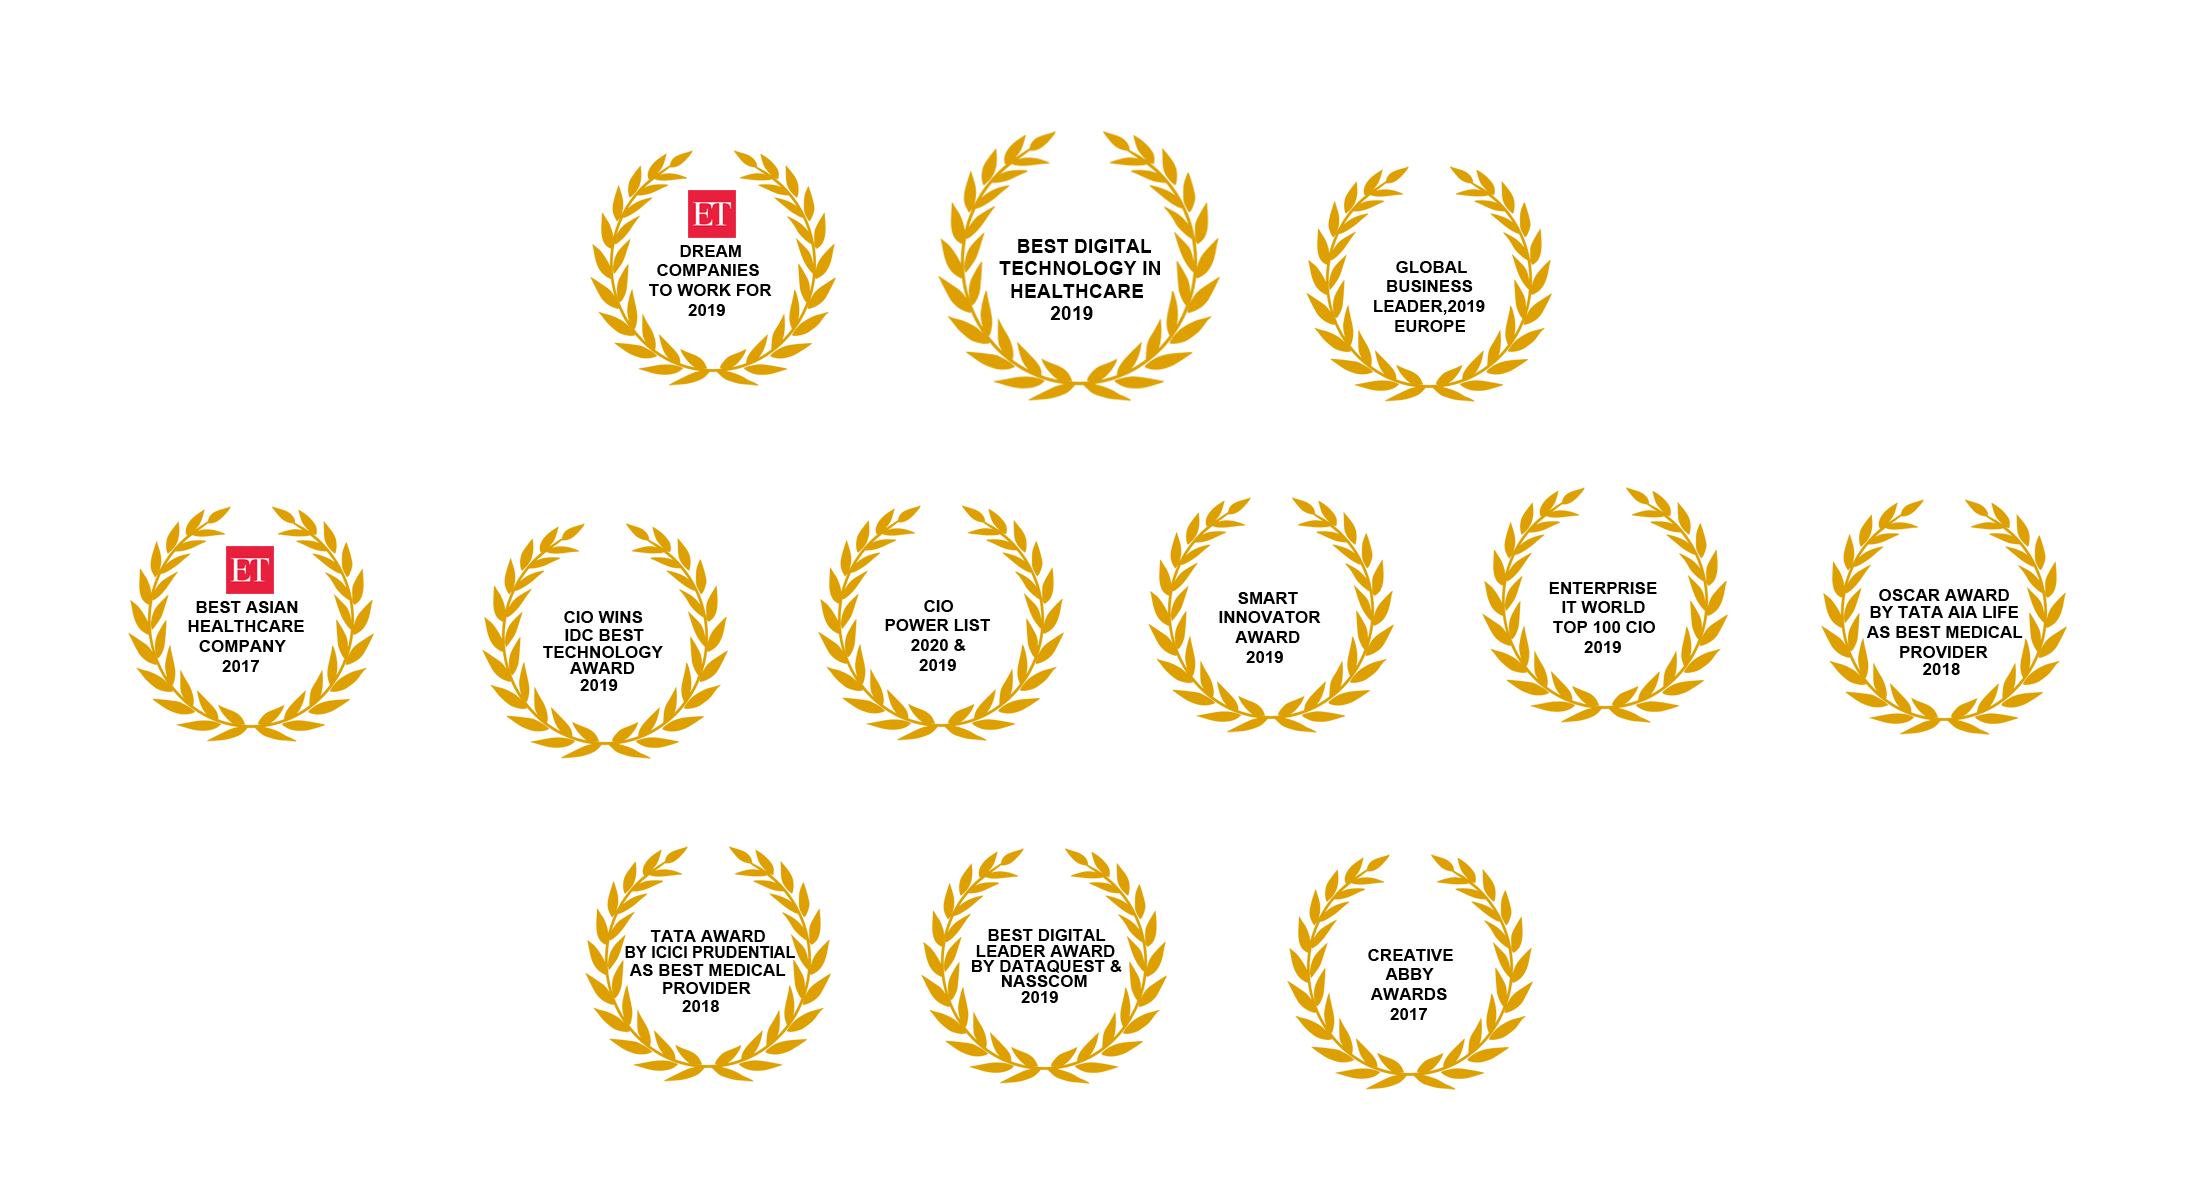 ET
DREAM
COMPANIES
TO WORK FOR
2019
BEST DIGITAL
TECHNOLOGY IN
HEALTHCARE
2019
GLOBAL
BUSINESS
LEADER,2019
EUROPE
ET
BEST ASIAN
HEALTHCARE
COMPANY
2017
CIO WINS
IDC BEST
TECHNOLOGY
AWARD
2019
CIO
POWER LIST
2020 &
2019
SMART
INNOVATOR
AWARD
2019
ENTERPRISE
IT WORLD
TOP 100 CIO
2019
OSCAR AWARD
BY TATA AIA LIFE
AS BEST MEDICAL
PROVIDER
2018
TATA AWARD
BY ICICI PRUDENTIAL
AS BEST MEDICAL
PROVIDER
2018
BEST DIGITAL
LEADER AWARD
BY DATAQUEST &
NASSCOM
2019
CREATIVE
ABBY
AWARDS
2017